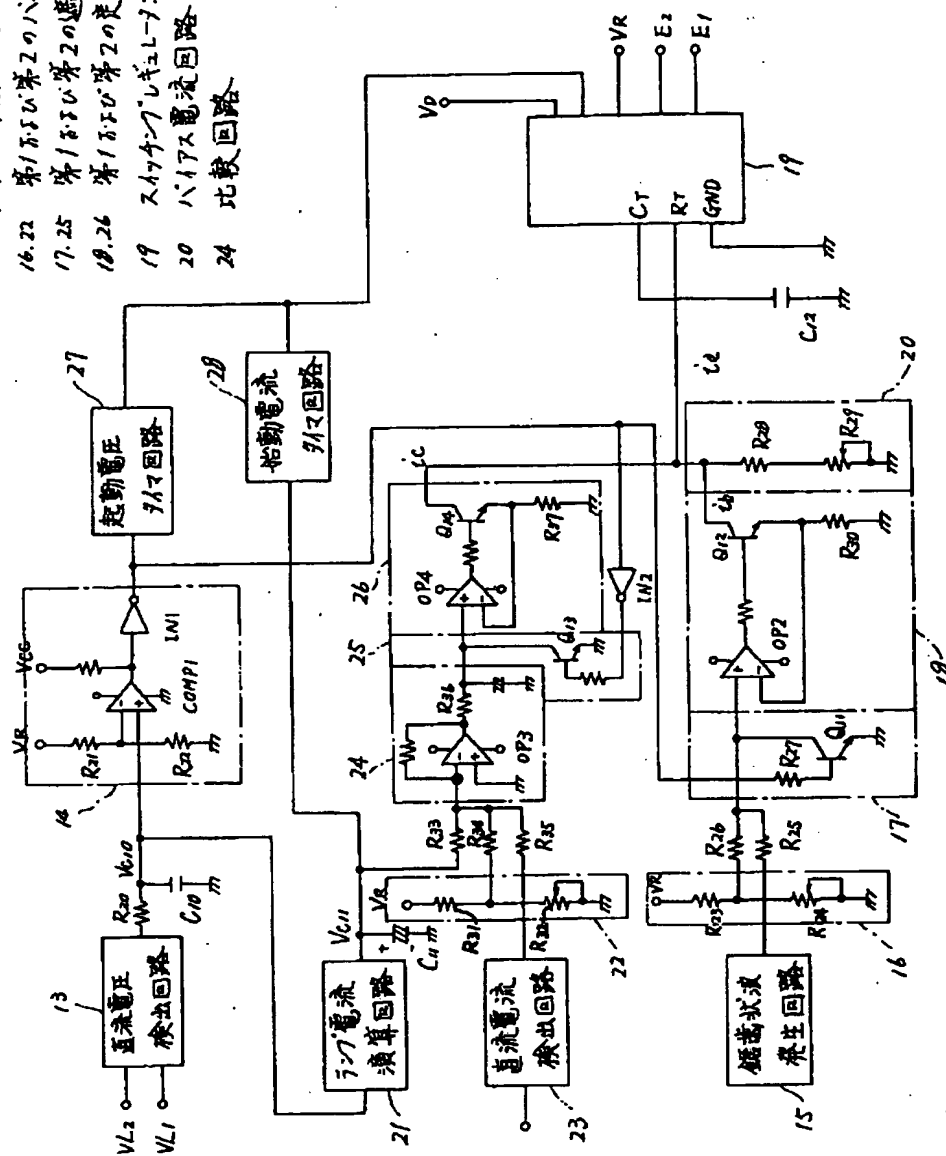 16.22 第1および第2のバ
17.25 第1および第2の遮
18.26 第1および第2の定
19 スイッチングレギュレータ
20 バイアス電流回路
24 比較回路
VL2
VL1
13
直流電圧
検出回路
R20
VC10
C10
14
VR
R21
R22
VCC
COMP1
IN1
27
起動電圧
タイマ回路
28
始動電流
タイマ回路
VD
VR
E2
E1
CT
RT
GND
19
C12
21
ランプ電流
演算回路
VC11
C11
+
-
VR
R31
R32
22
23
直流電流
検出回路
R33
R34
R35
24
OP3
+
-
R36
25
Q13
26
OP4
+
-
Q14
iC
R37
IN2
id
15
鋸歯状波
発生回路
VR
R23
R24
16
R26
R25
17
R27
Q11
OP2
+
-
Q12
ib
R30
18
R28
R29
20